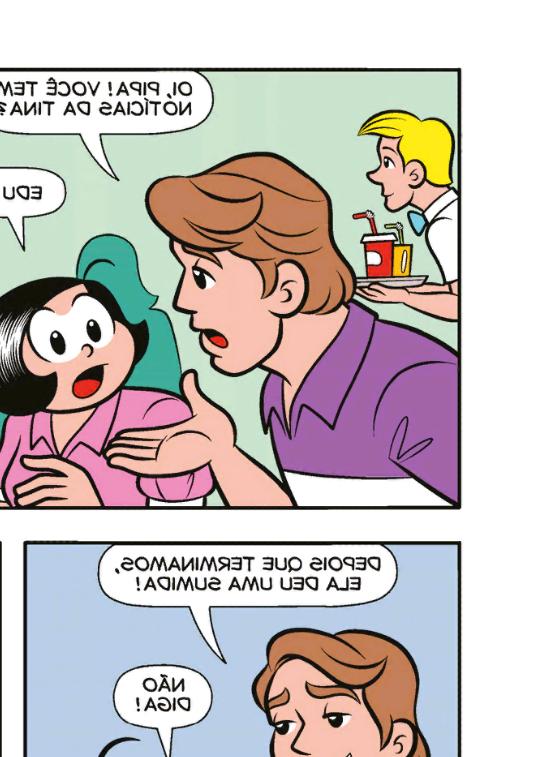 OI, PIPA! VOCÊ TEM
NOTÍCIAS DA TINA?
EDU
DEPOIS QUE TERMINAMOS,
ELA DEU UMA SUMIDA!
NÃO
DIGA!